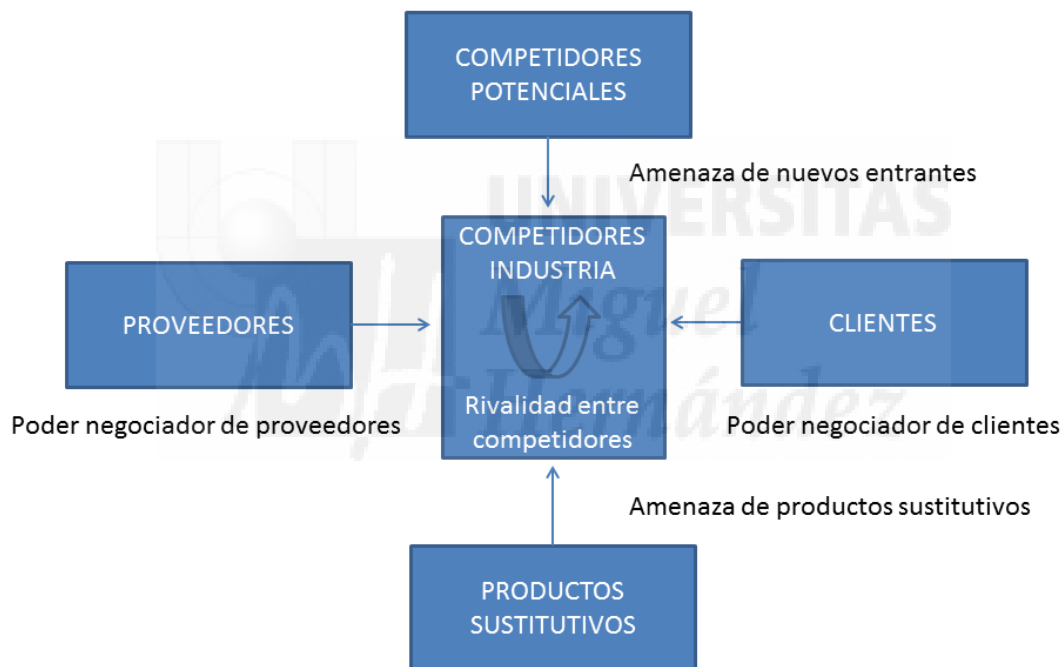 COMPETIDORES
POTENCIALES
Amenaza de nuevos entrantes
UNIVERSITAS
COMPETIDORES
INDUSTRIA
Miguel
Hernández
PROVEEDORES
CLIENTES
Rivalidad entre
competidores
Poder negociador de proveedores
Poder negociador de clientes
Amenaza de productos sustitutivos
PRODUCTOS
SUSTITUTIVOS